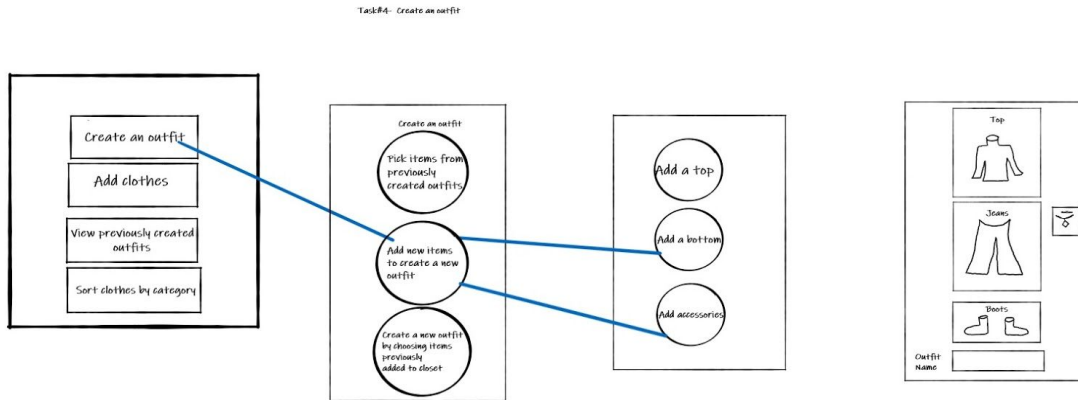 Task#4- Create an outfit
Create an outfit
Add clothes
View previously created
outfits
Sort clothes by category
Create an outfit
Pick items from
previously
created outfits
Add new items
to create a new
outfit
Create a new outfit
by choosing items
previously
added to closet
Add a top
Add a bottom
Add accessories
Top
Jeans
Boots
Outfit
Name